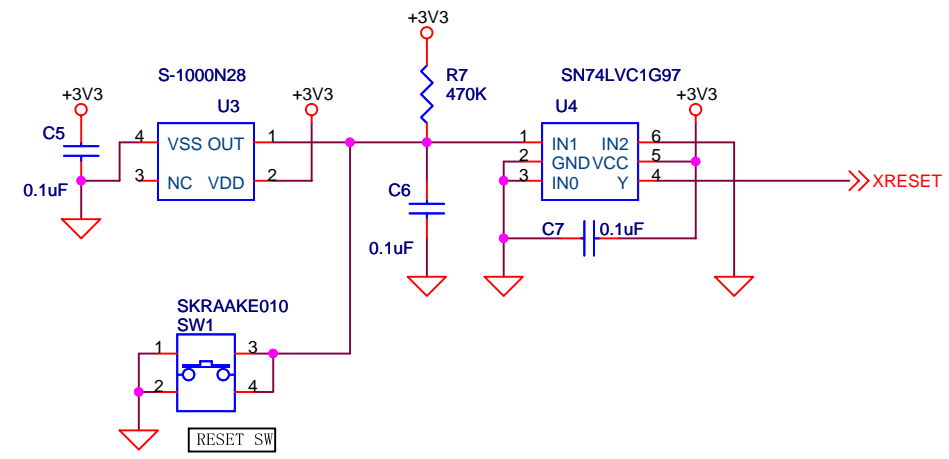 +3V3
S-1000N28
SN74LVC1G97
R7
470K
+3V3
+3V3
+3V3
U3
U4
C5
4
VSS OUT
1
1
IN1
IN2
6
2
GND VCC
5
3
NC
VDD
2
3
IN0
Y
4
XRESET
0.1uF
C6
C7
0.1uF
0.1uF
SKRAAKE010
SW1
1
3
2
4
RESET SW